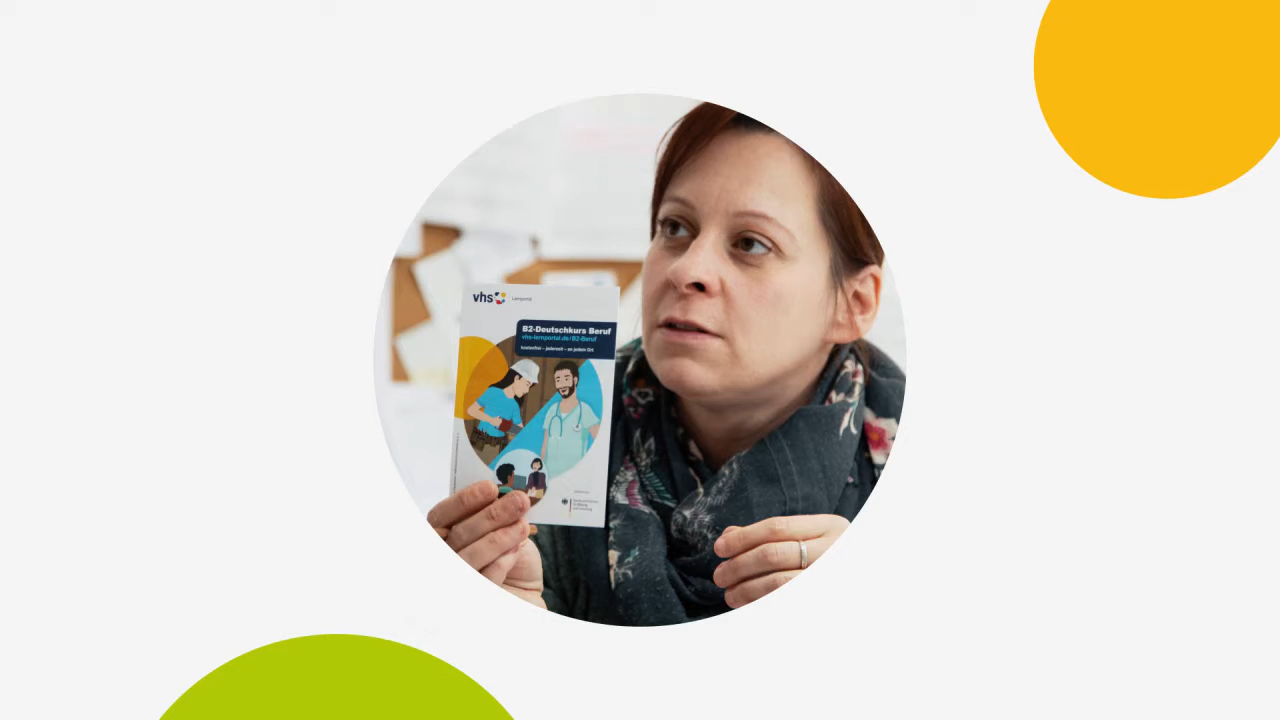 vhs Lernportal
B2-Deutschkurs Beruf
vhs-lernportal.de/B2-Beruf
kostenfrei – jederzeit – an jedem Ort